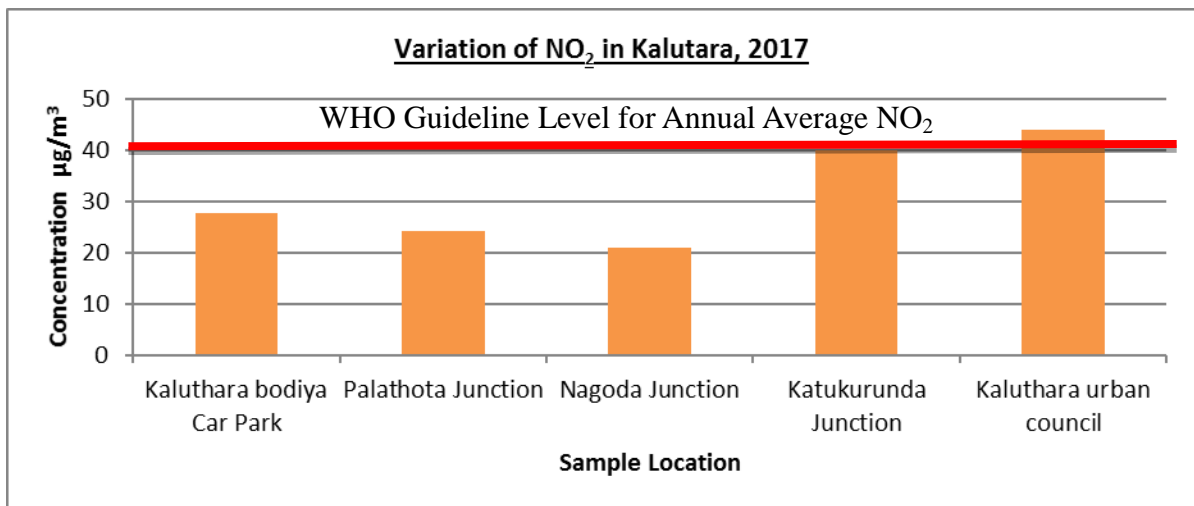 Variation of NO₂ in Kalutara, 2017
WHO Guideline Level for Annual Average NO₂
Concentration µg/m³
50
40
30
20
10
0
Kaluthara bodiya
Car Park
Palathota Junction
Nagoda Junction
Katukurunda
Junction
Kaluthara urban
council
Sample Location